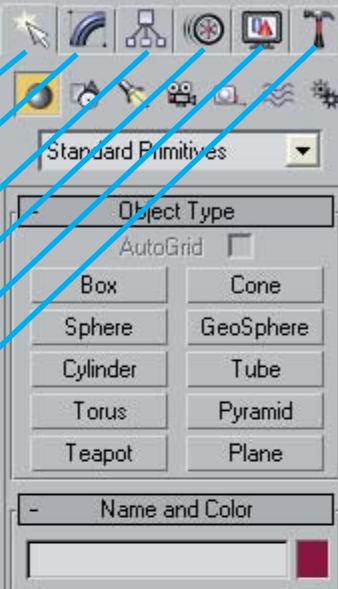 Standard Primitives
- Object Type
AutoGrid
Box Cone
Sphere GeoSphere
Cylinder Tube
Torus Pyramid
Teapot Plane
- Name and Color